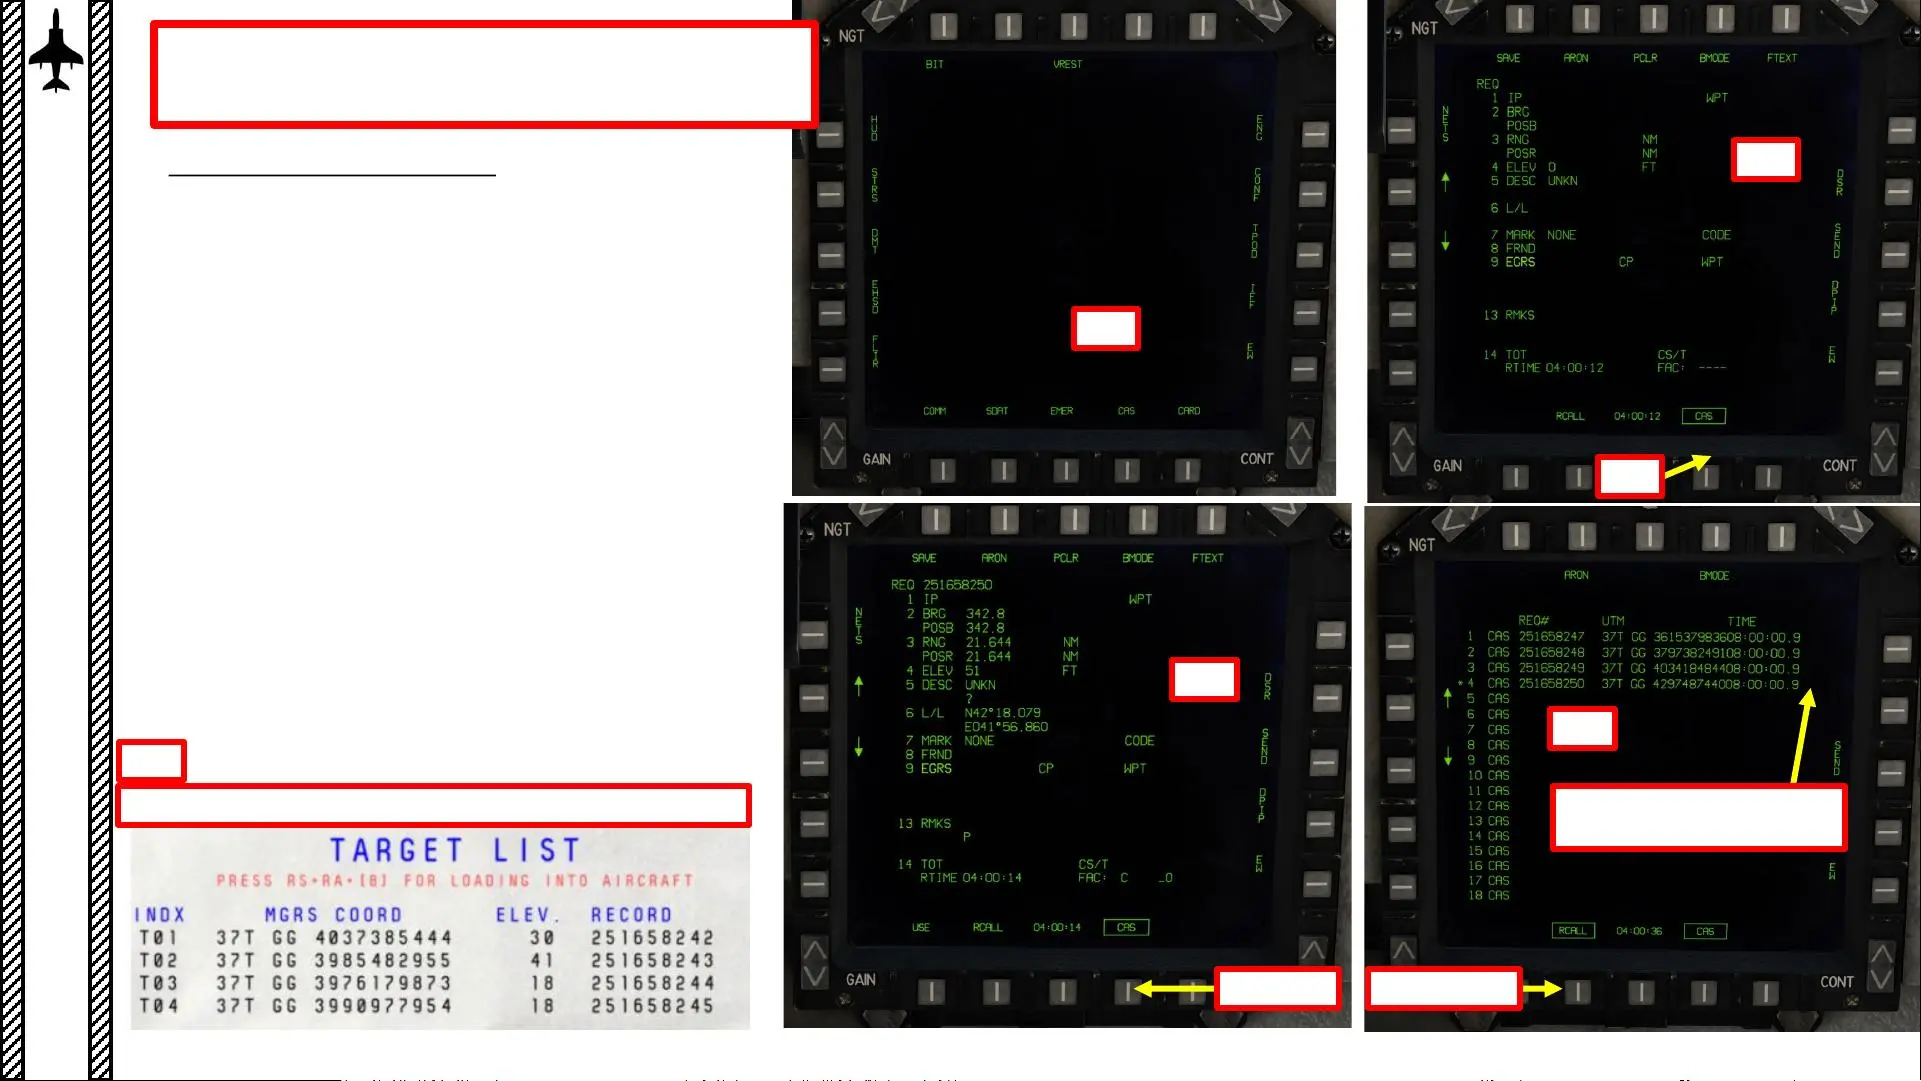 NGT
BIT VREST
HUD
STRS
DMT
EHSD
FLIR
ENG
CONF
TPOD
IFF
EW
COMM SDAT EMER CAS CARD
GAIN CONT
NGT
SAVE ARON PCLR BMODE FTEXT
NETS
REQ
1 IP WPT
2 BRG
POSB
3 RNG NM
POSR NM
4 ELEV 0 FT
5 DESC UNKN
6 L/L
7 MARK NONE CODE
8 FRND
9 EGRS CP WPT
13 RMKS
14 TOT CS/T
RTIME 04:00:12 FAC: ----
DSR
SEND
DPIP
EW
RCALL 04:00:12 CAS
GAIN CONT
NGT
SAVE ARON PCLR BMODE FTEXT
NETS
REQ 251658250
1 IP WPT
2 BRG 342.8
POSB 342.8
3 RNG 21.644 NM
POSR 21.644 NM
4 ELEV 51 FT
5 DESC UNKN
?
6 L/L N42°18.079
E041°56.860
7 MARK NONE CODE
8 FRND
9 EGRS CP WPT
13 RMKS
P
14 TOT CS/T
RTIME 04:00:14 FAC: C _0
DSR
SEND
DPIP
EW
USE RCALL 04:00:14 CAS
GAIN
NGT
ARON BMODE
REQ# UTM TIME
1 CAS 251658247 37T GG 361537983608:00:00.9
2 CAS 251658248 37T GG 379738249108:00:00.9
3 CAS 251658249 37T GG 403418484408:00:00.9
*4 CAS 251658250 37T GG 429748744008:00:00.9
5 CAS
6 CAS
7 CAS
8 CAS
9 CAS
10 CAS
11 CAS
12 CAS
13 CAS
14 CAS
15 CAS
16 CAS
17 CAS
18 CAS
SEND
EW
RCALL 04:00:36 CAS
CONT
TARGET LIST
PRESS RS+RA+[B] FOR LOADING INTO AIRCRAFT
INDX MGRS COORD ELEV. RECORD
T01 37T GG 4037385444 30 251658242
T02 37T GG 3985482955 41 251658243
T03 37T GG 3976179873 18 251658244
T04 37T GG 3990977954 18 251658245